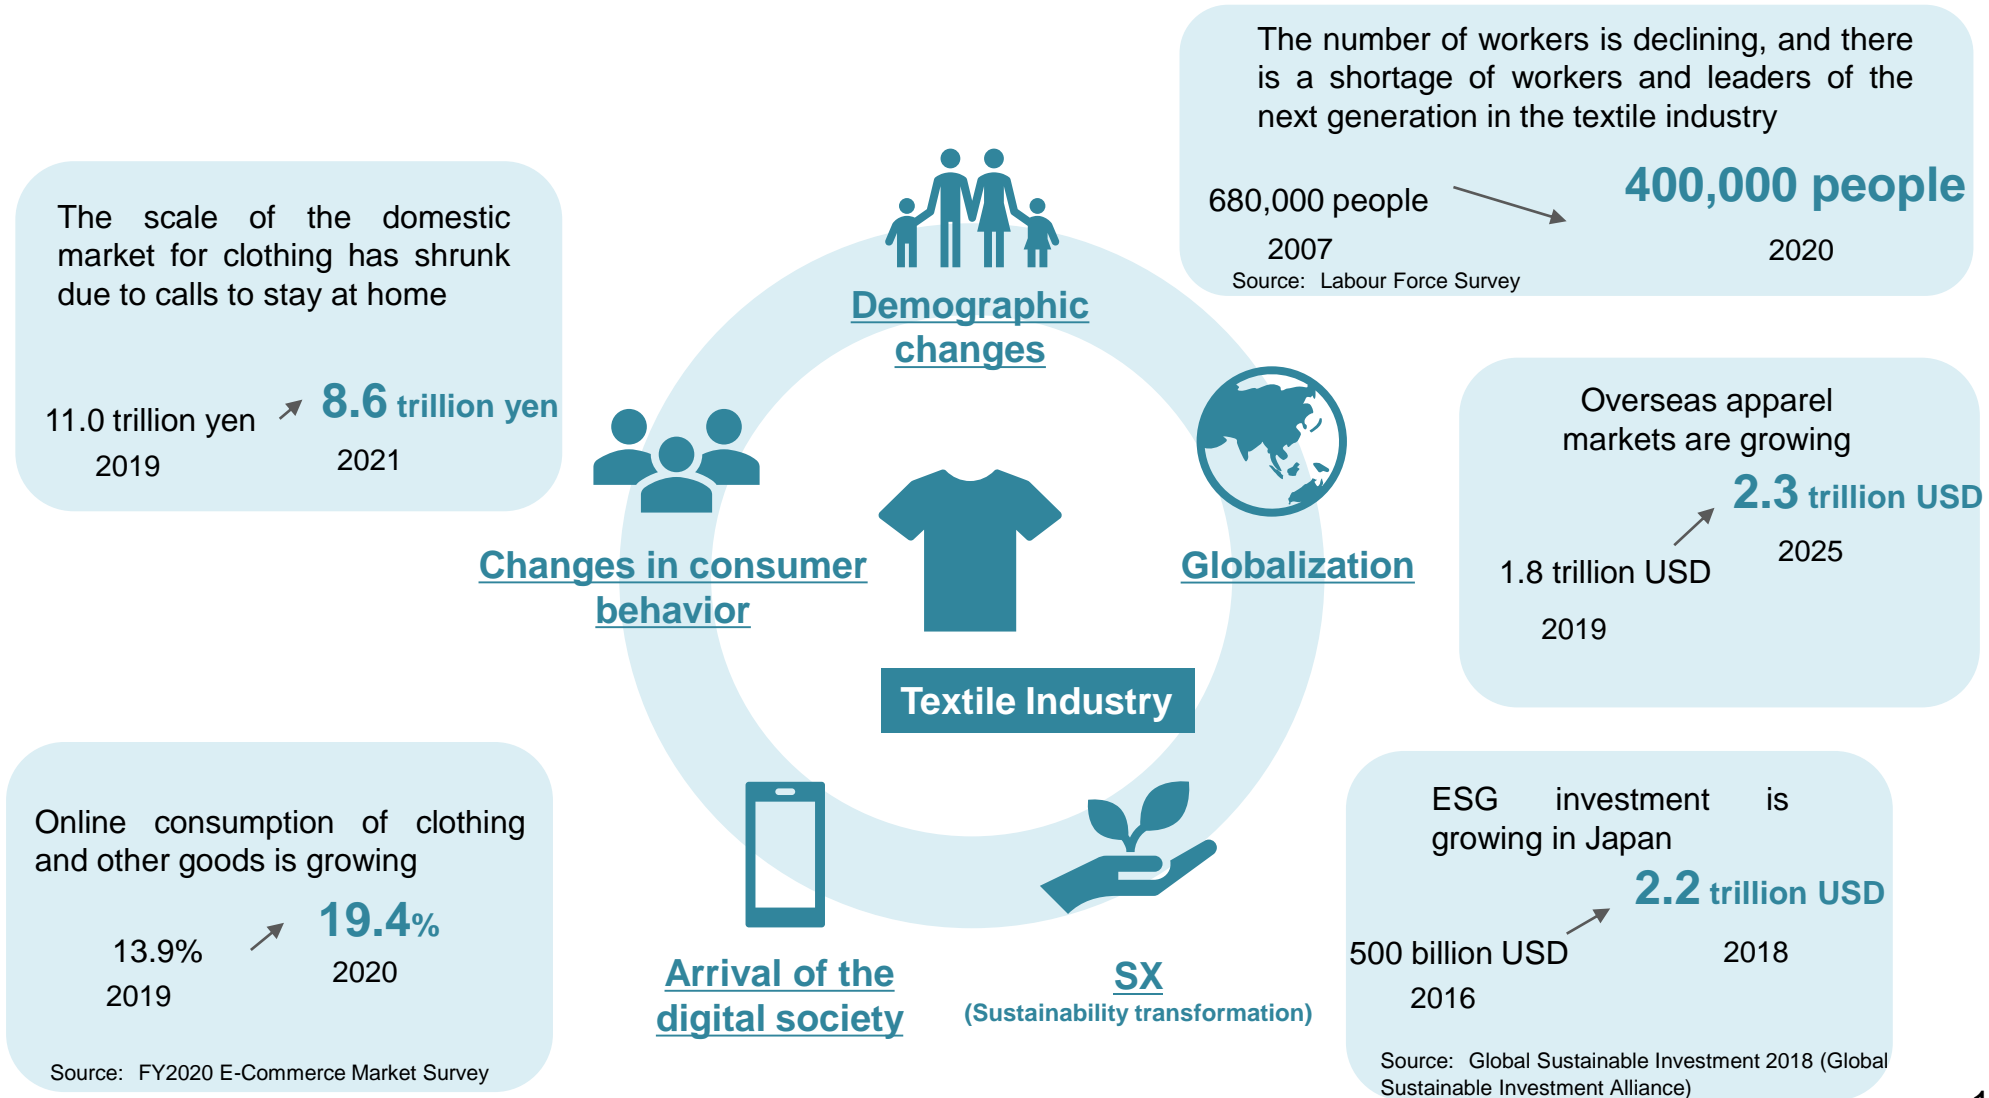 The number of workers is declining, and there
is a shortage of workers and leaders of the
next generation in the textile industry
680,000 people
400,000 people
2007
2020
Source: Labour Force Survey
The scale of the domestic
market for clothing has shrunk
due to calls to stay at home
11.0 trillion yen
8.6 trillion yen
2019
2021
Demographic
changes
Overseas apparel
markets are growing
2.3 trillion USD
2025
1.8 trillion USD
2019
Changes in consumer
behavior
Globalization
Textile Industry
Online consumption of clothing
and other goods is growing
13.9%
19.4%
2019
2020
Source: FY2020 E-Commerce Market Survey
Arrival of the
digital society
SX
(Sustainability transformation)
ESG investment is
growing in Japan
2.2 trillion USD
500 billion USD
2018
2016
Source: Global Sustainable Investment 2018 (Global
Sustainable Investment Alliance)